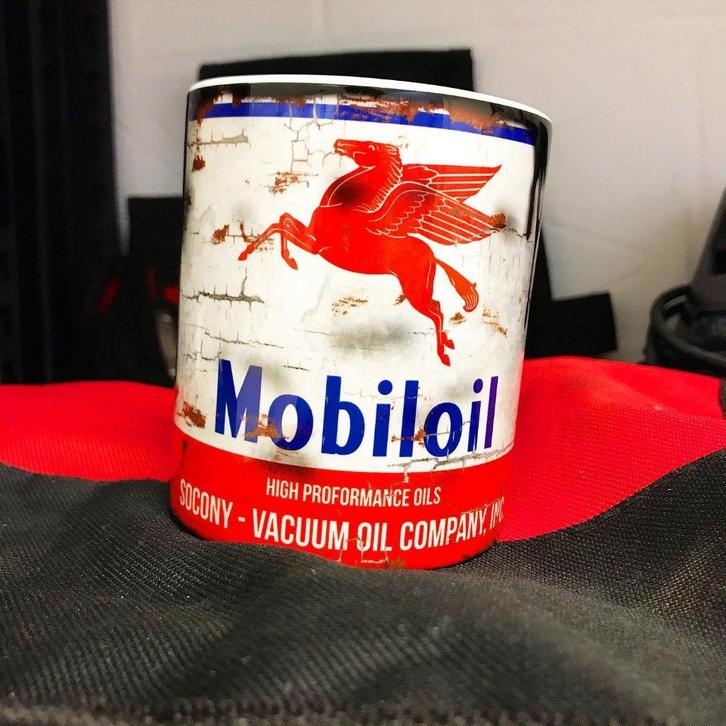 Mobiloil
HIGH PROFORMANCE OILS
SOCONY - VACUUM OIL COMPANY, INC